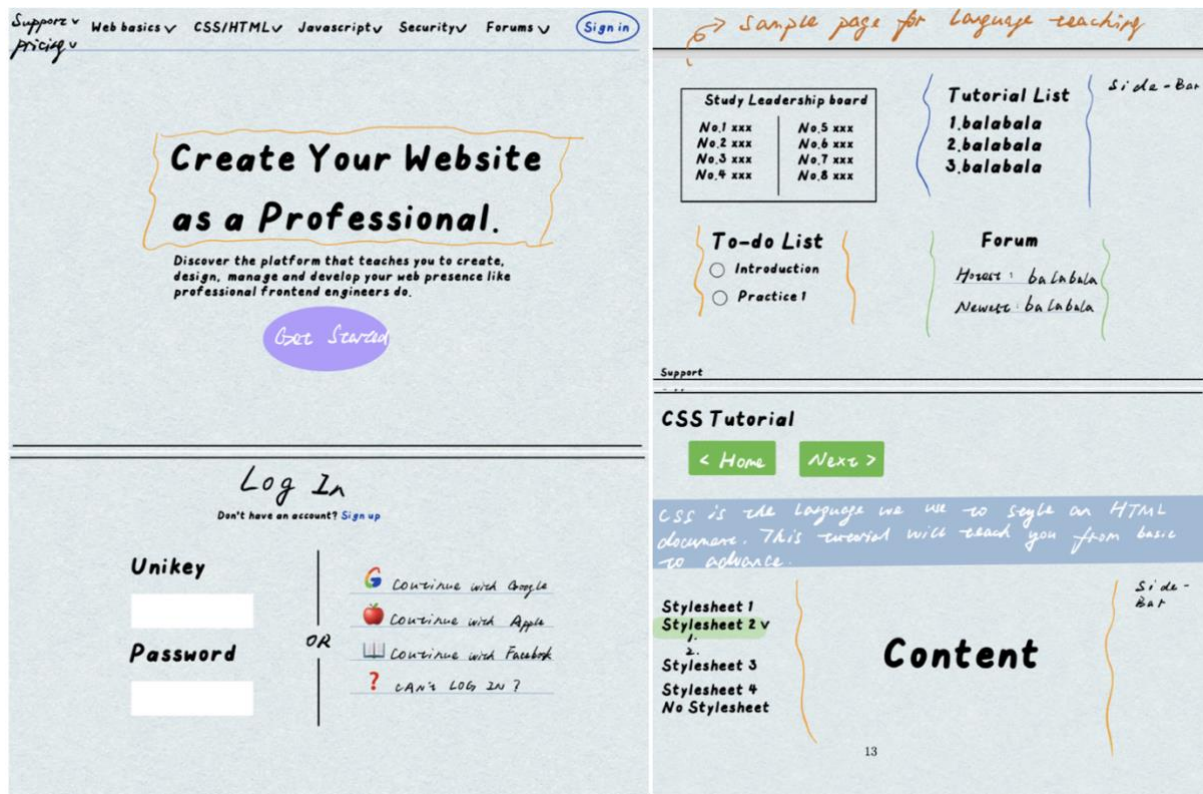 Support ∨ Web basics ∨ CSS/HTML ∨ Javascript ∨ Security ∨ Forums ∨ Sign in
pricing ∨
Create Your Website
as a Professional.
Discover the platform that teaches you to create,
design, manage and develop your web presence like
professional frontend engineers do.
Get Started
Log In
Don't have an account? Sign up
Unikey
Password
OR
Continue with Google
Continue with Apple
Continue with Facebook
? CAN't LOG IN ?
Sample page for language teaching
Study Leadership board
No.1 xxx No.5 xxx
No.2 xxx No.6 xxx
No.3 xxx No.7 xxx
No.4 xxx No.8 xxx
Tutorial List
1.balabala
2.balabala
3.balabala
Side-Bar
To-do List
Introduction
Practice 1
Forum
Hotest : balabala
Newest : balabala
Support
CSS Tutorial
< Home Next >
CSS is the language we use to style an HTML
document. This tutorial will teach you from basic
to advance.
Stylesheet 1
Stylesheet 2 ∨
1.
2.
Stylesheet 3
Stylesheet 4
No Stylesheet
Content
Side-
Bar
13